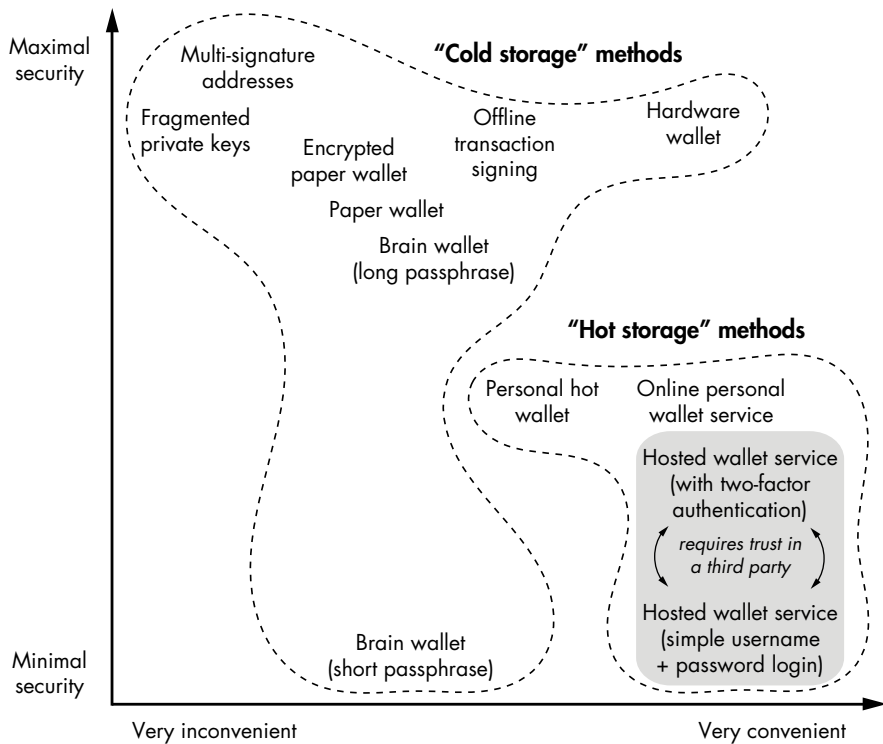 Maximal
security
Multi-signature
addresses
“Cold storage” methods
Fragmented
private keys
Encrypted
paper wallet
Offline
transaction
signing
Hardware
wallet
Paper wallet
Brain wallet
(long passphrase)
“Hot storage” methods
Personal hot
wallet
Online personal
wallet service
Hosted wallet service
(with two-factor
authentication)
requires trust in
a third party
Hosted wallet service
(simple username
+ password login)
Brain wallet
(short passphrase)
Minimal
security
Very inconvenient
Very convenient